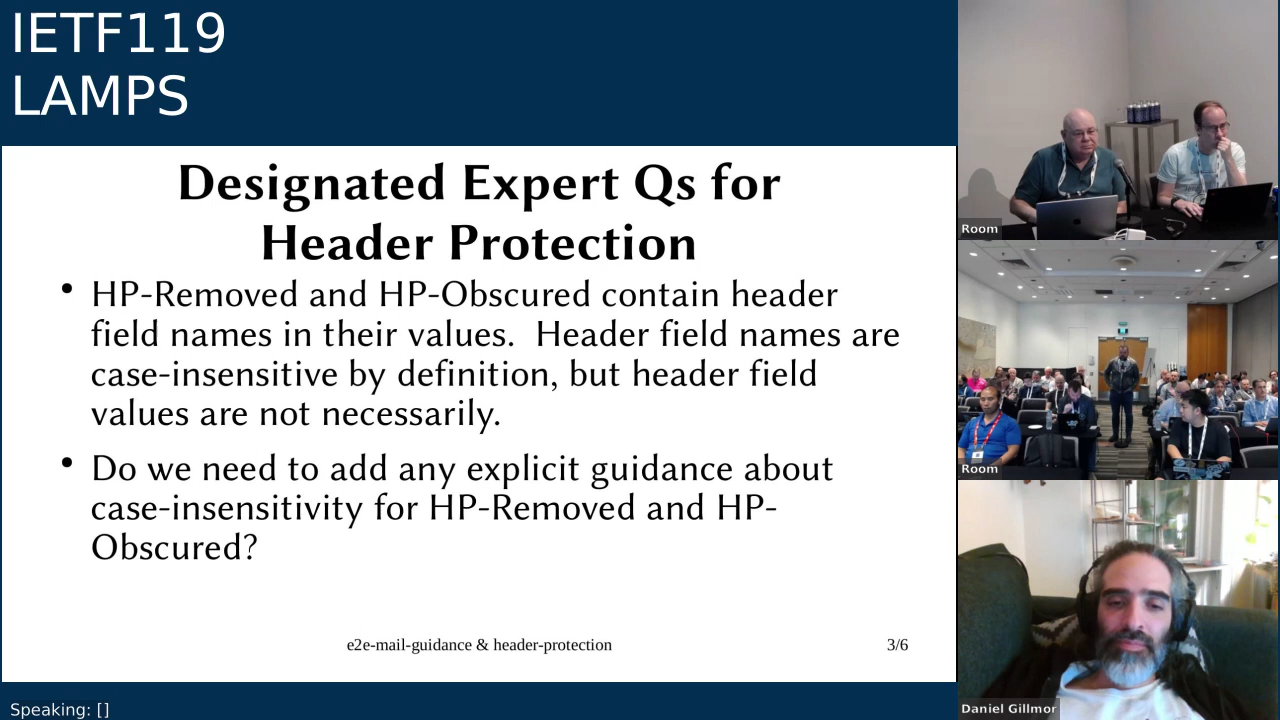 IETF119
LAMPS
Designated Expert Qs for
Header Protection
• HP-Removed and HP-Obscured contain header
field names in their values.  Header field names are
case-insensitive by definition, but header field
values are not necessarily.
• Do we need to add any explicit guidance about
case-insensitivity for HP-Removed and HP-
Obscured?
e2e-mail-guidance & header-protection
3/6
Speaking: []
Room
Room
Daniel Gillmor